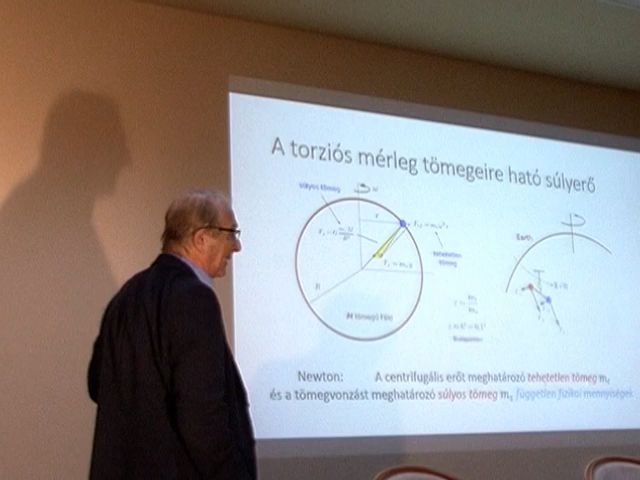 A torziós mérleg tömegeire ható súlyerő
súlyos tömeg
Earth
tehetetlen
tömeg
R
M tömegű Föld
Budapesten
Newton: A centrifugális erőt meghatározó tehetetlen tömeg mt
és a tömegvonzást meghatározó súlyos tömeg ms független fizikai mennyiségek